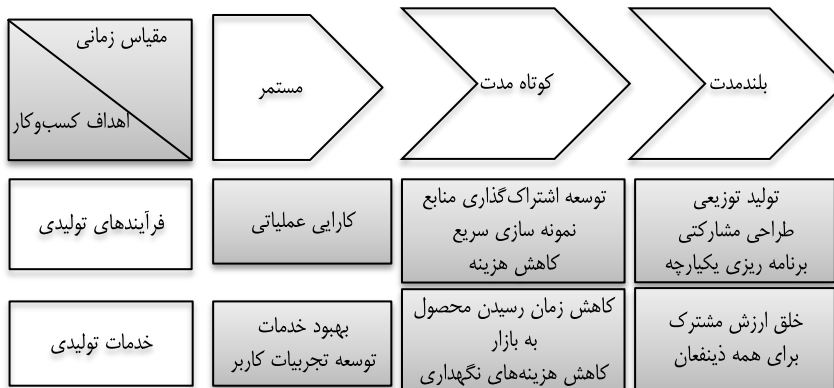 مقیاس زمانی
اهداف کسب‌وکار
مستمر
کوتاه مدت
بلندمدت
فرآیندهای تولیدی
کارایی عملیاتی
توسعه اشتراک‌گذاری منابع
نمونه سازی سریع
کاهش هزینه
تولید توزیعی
طراحی مشارکتی
برنامه ریزی یکپارچه
خدمات تولیدی
بهبود خدمات
توسعه تجربیات کاربر
کاهش زمان رسیدن محصول
به بازار
کاهش هزینه‌های نگهداری
خلق ارزش مشترک
برای همه ذینفعان